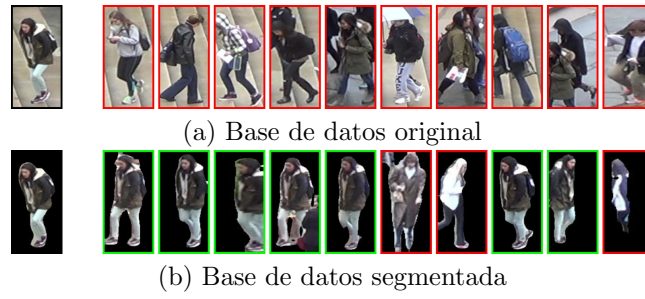 (a) Base de datos original
(b) Base de datos segmentada